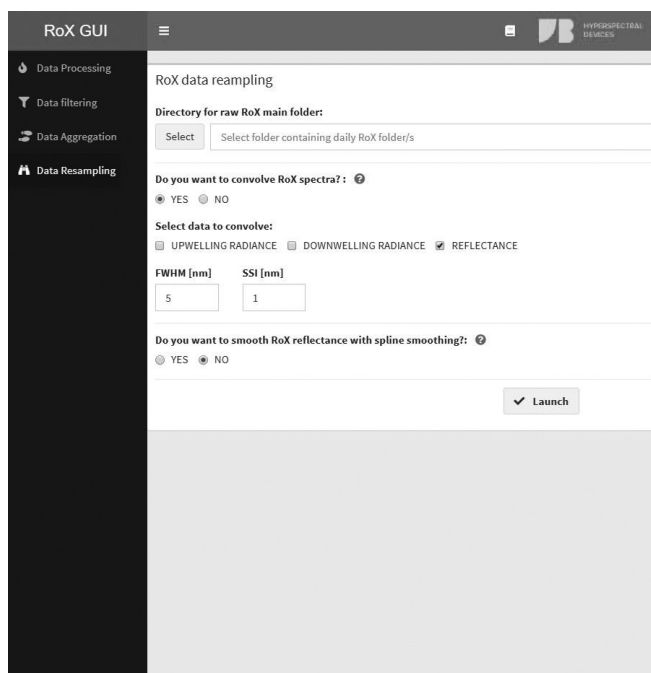 RoX GUI
HYPERSPECTRAL
DEVICES
Data Processing
Data filtering
Data Aggregation
Data Resampling
RoX data reampling
Directory for raw RoX main folder:
Select
Select folder containing daily RoX folder/s
Do you want to convolve RoX spectra? :
YES NO
Select data to convolve:
UPWELLING RADIANCE DOWNWELLING RADIANCE REFLECTANCE
FWHM [nm] SSI [nm]
5 1
Do you want to smooth RoX reflectance with spline smoothing?:
YES NO
Launch